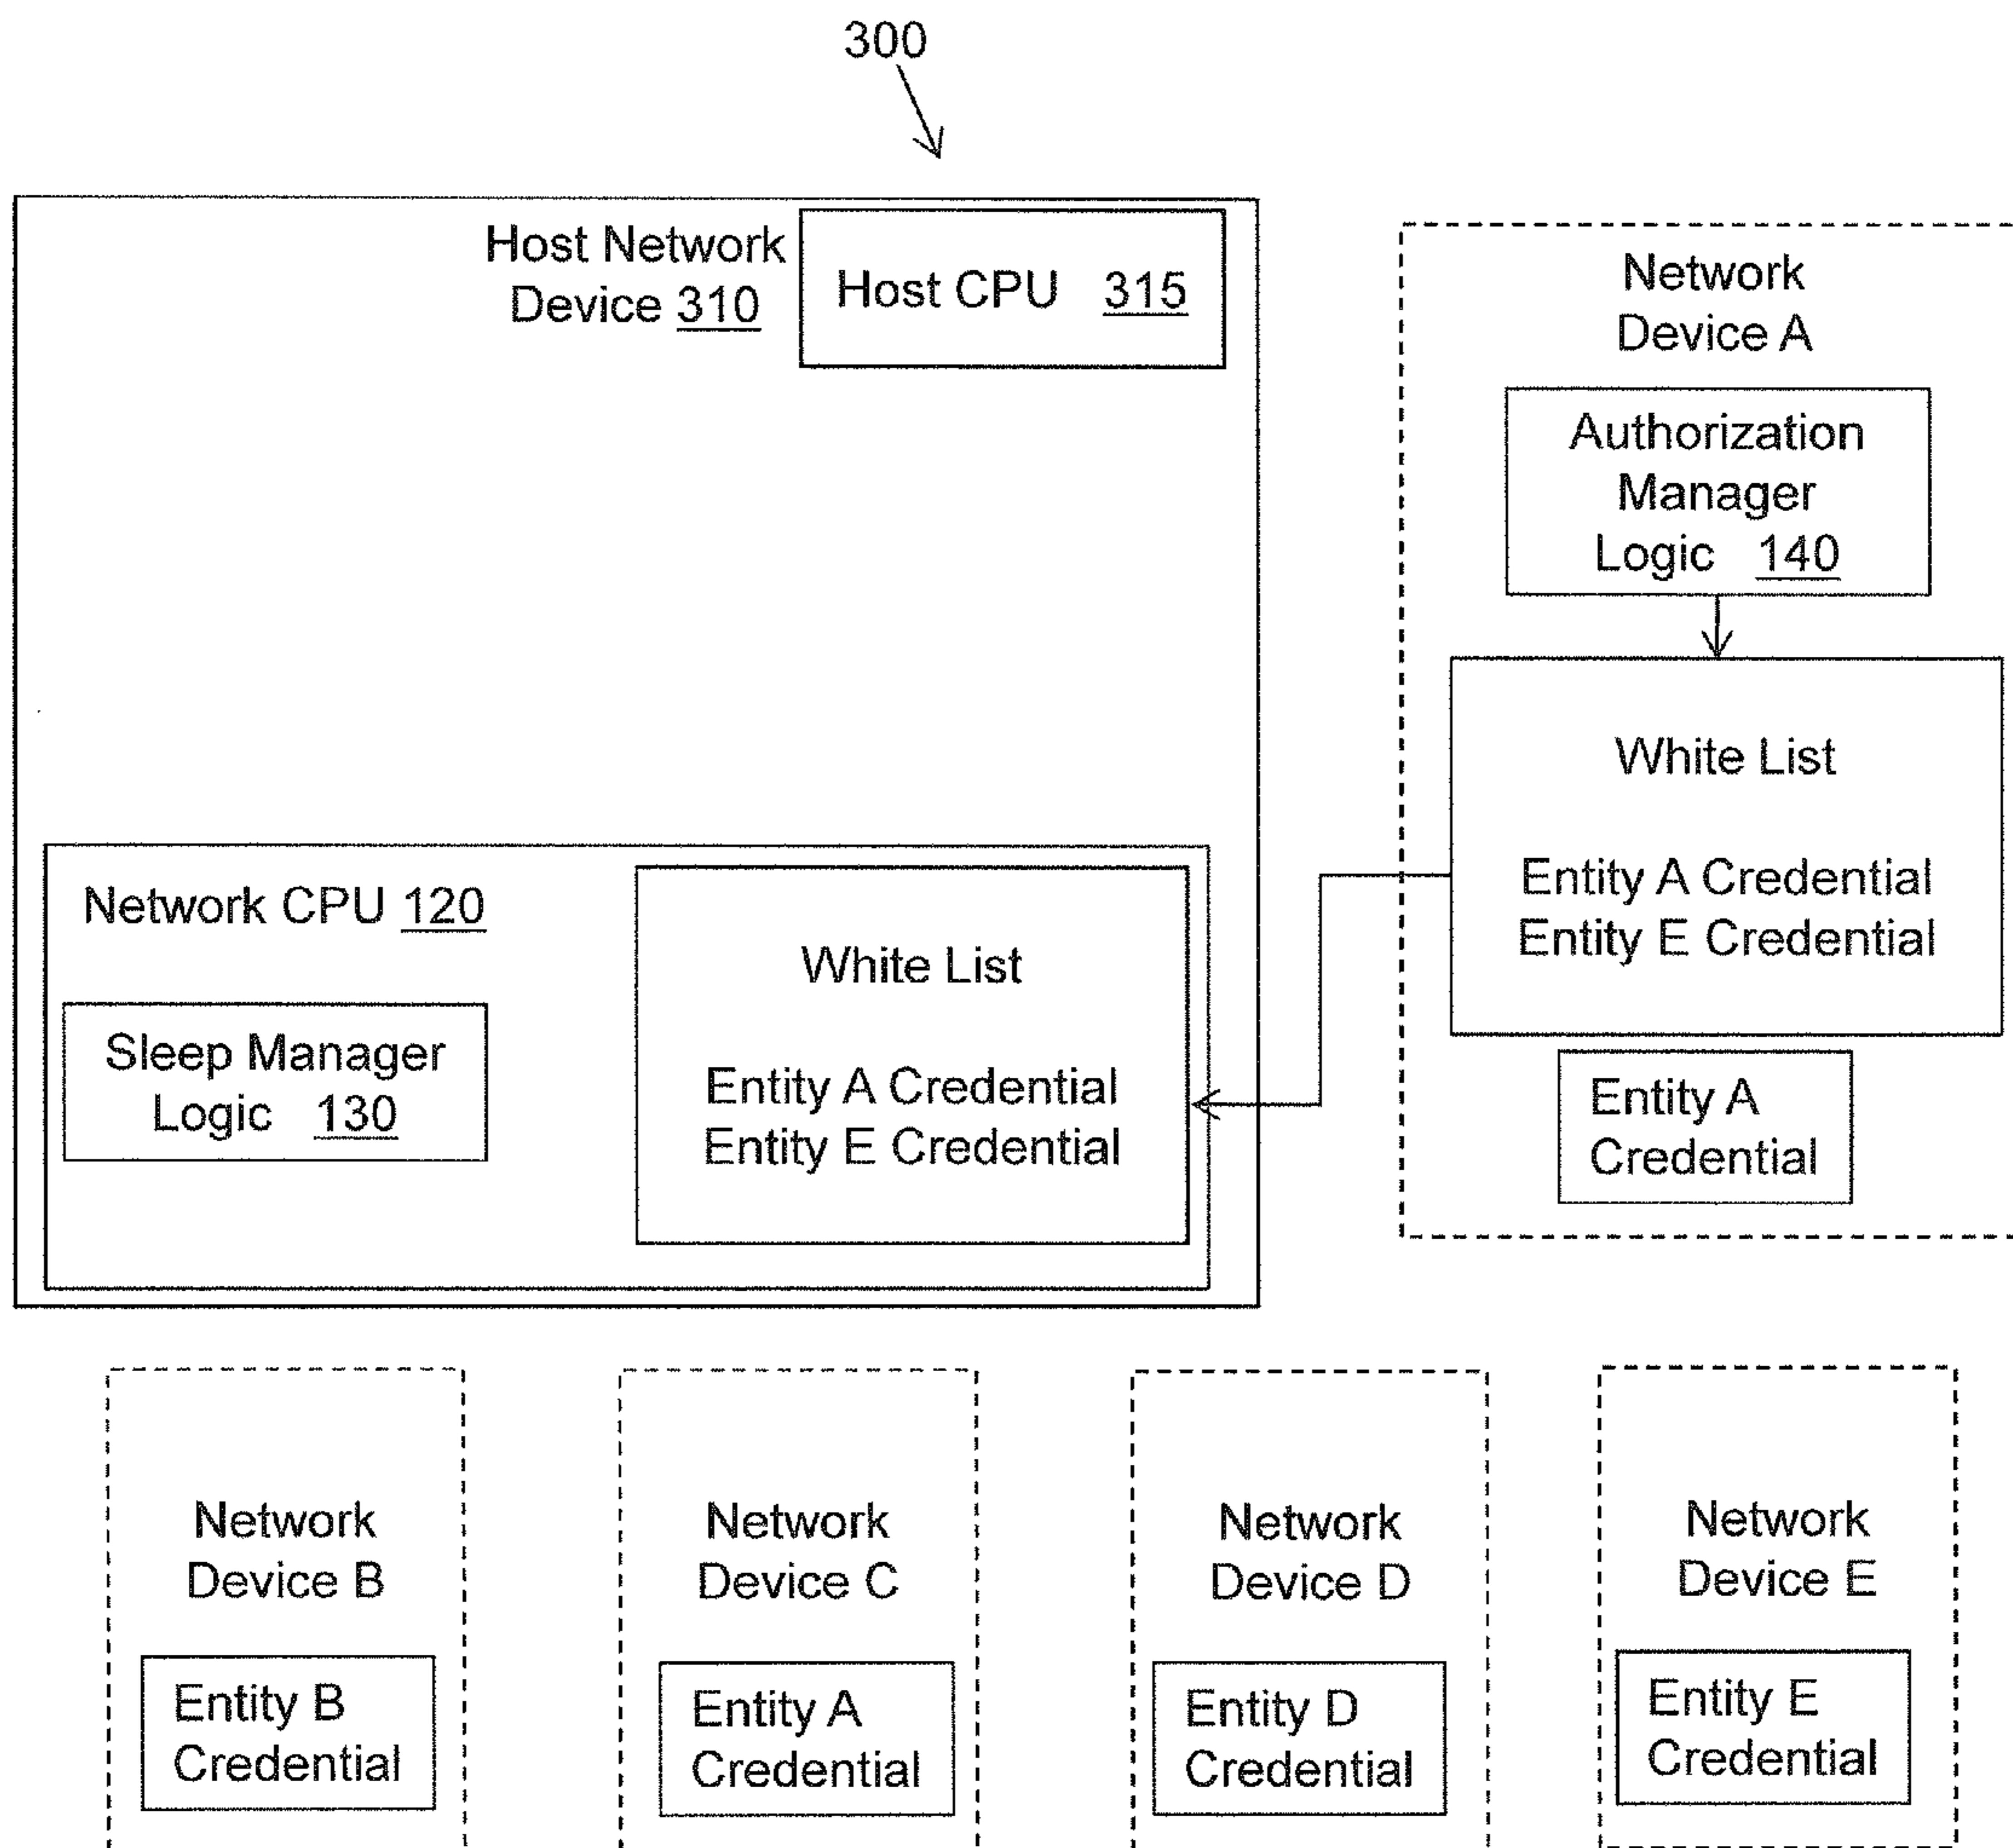 300
Host Network
Device 310
Host CPU 315
Network
Device A
Authorization
Manager
Logic 140
White List
Entity A Credential
Entity E Credential
Entity A
Credential
Network CPU 120
Sleep Manager
Logic 130
White List
Entity A Credential
Entity E Credential
Network
Device B
Entity B
Credential
Network
Device C
Entity A
Credential
Network
Device D
Entity D
Credential
Network
Device E
Entity E
Credential